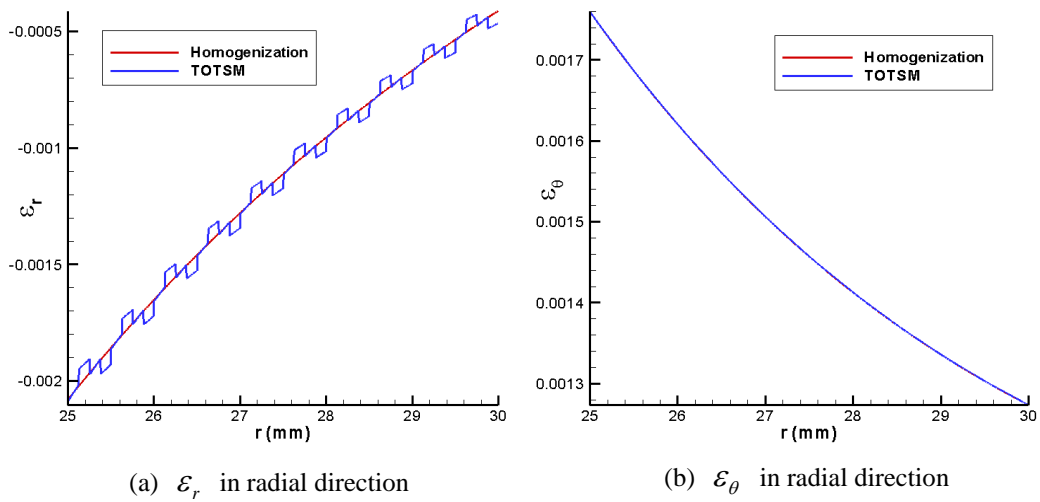 -0.0005
-0.001
-0.0015
-0.002
εr
Homogenization
TOTSM
25 26 27 28 29 30
r (mm)
(a) εr in radial direction
0.0017
0.0016
0.0015
0.0014
0.0013
εθ
Homogenization
TOTSM
25 26 27 28 29 30
r (mm)
(b) εθ in radial direction